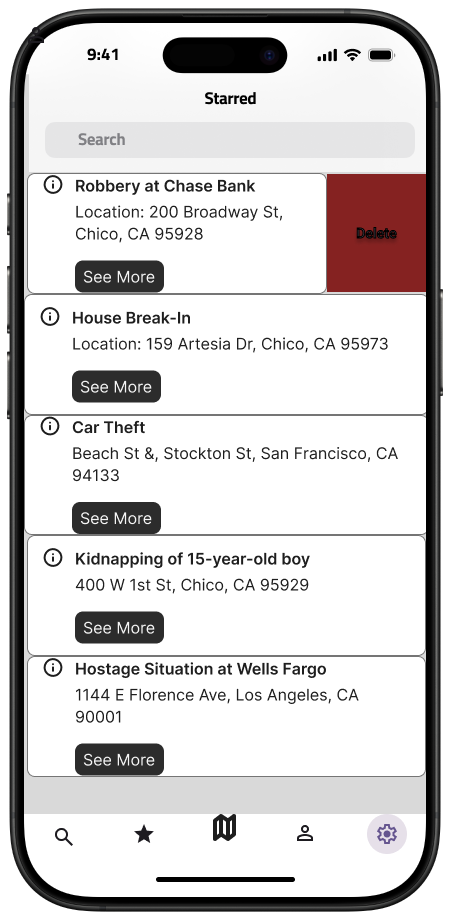 9:41
Starred
Search
Robbery at Chase Bank
Location: 200 Broadway St,
Chico, CA 95928
See More
Delete
House Break-In
Location: 159 Artesia Dr, Chico, CA 95973
See More
Car Theft
Beach St &, Stockton St, San Francisco, CA
94133
See More
Kidnapping of 15-year-old boy
400 W 1st St, Chico, CA 95929
See More
Hostage Situation at Wells Fargo
1144 E Florence Ave, Los Angeles, CA
90001
See More